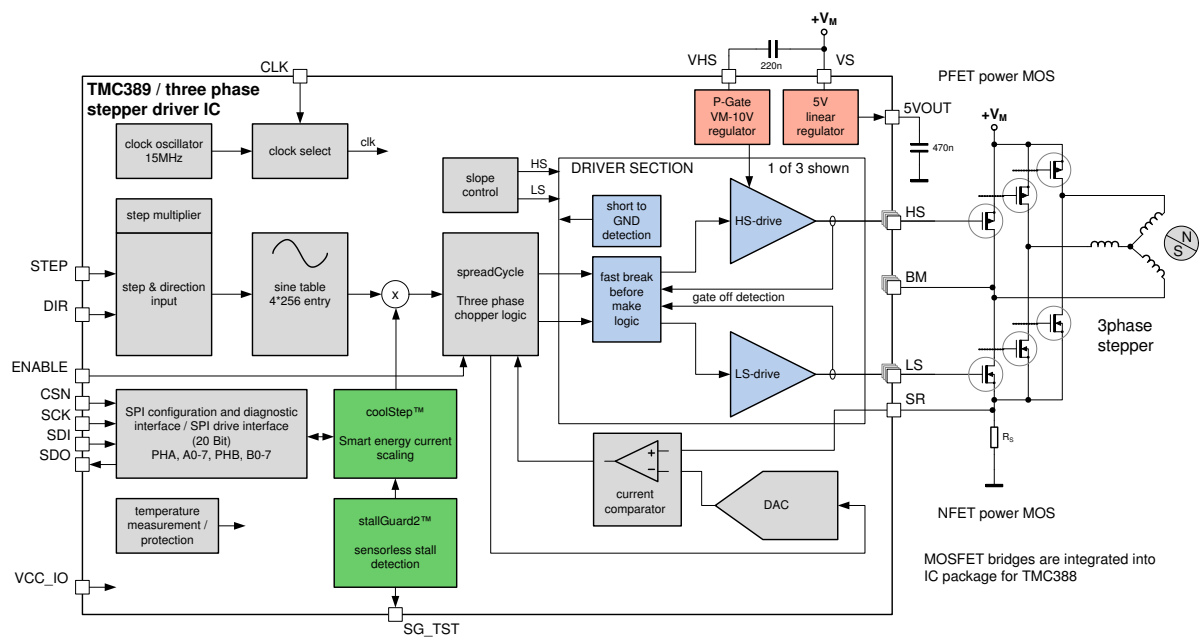 +VM
VHS
220n
VS
CLK
TMC389 / three phase
stepper driver IC
PFET power MOS
P-Gate
VM-10V
regulator
5V
linear
regulator
5VOUT
470n
+VM
clock oscillator
15MHz
clock select
clk
slope
control
HS
LS
DRIVER SECTION
1 of 3 shown
short to
GND
detection
HS-drive
HS
step multiplier
step & direction
input
STEP
DIR
sine table
4*256 entry
x
spreadCycle
Three phase
chopper logic
fast break
before
make
logic
gate off detection
BM
N
S
3phase
stepper
LS-drive
LS
SR
RS
ENABLE
CSN
SCK
SDI
SDO
SPI configuration and diagnostic
interface / SPI drive interface
(20 Bit)
PHA, A0-7, PHB, B0-7
coolStep™
Smart energy current
scaling
+
−
current
comparator
DAC
temperature
measurement /
protection
stallGuard2™
sensorless stall
detection
NFET power MOS
MOSFET bridges are integrated into
IC package for TMC388
VCC_IO
SG_TST